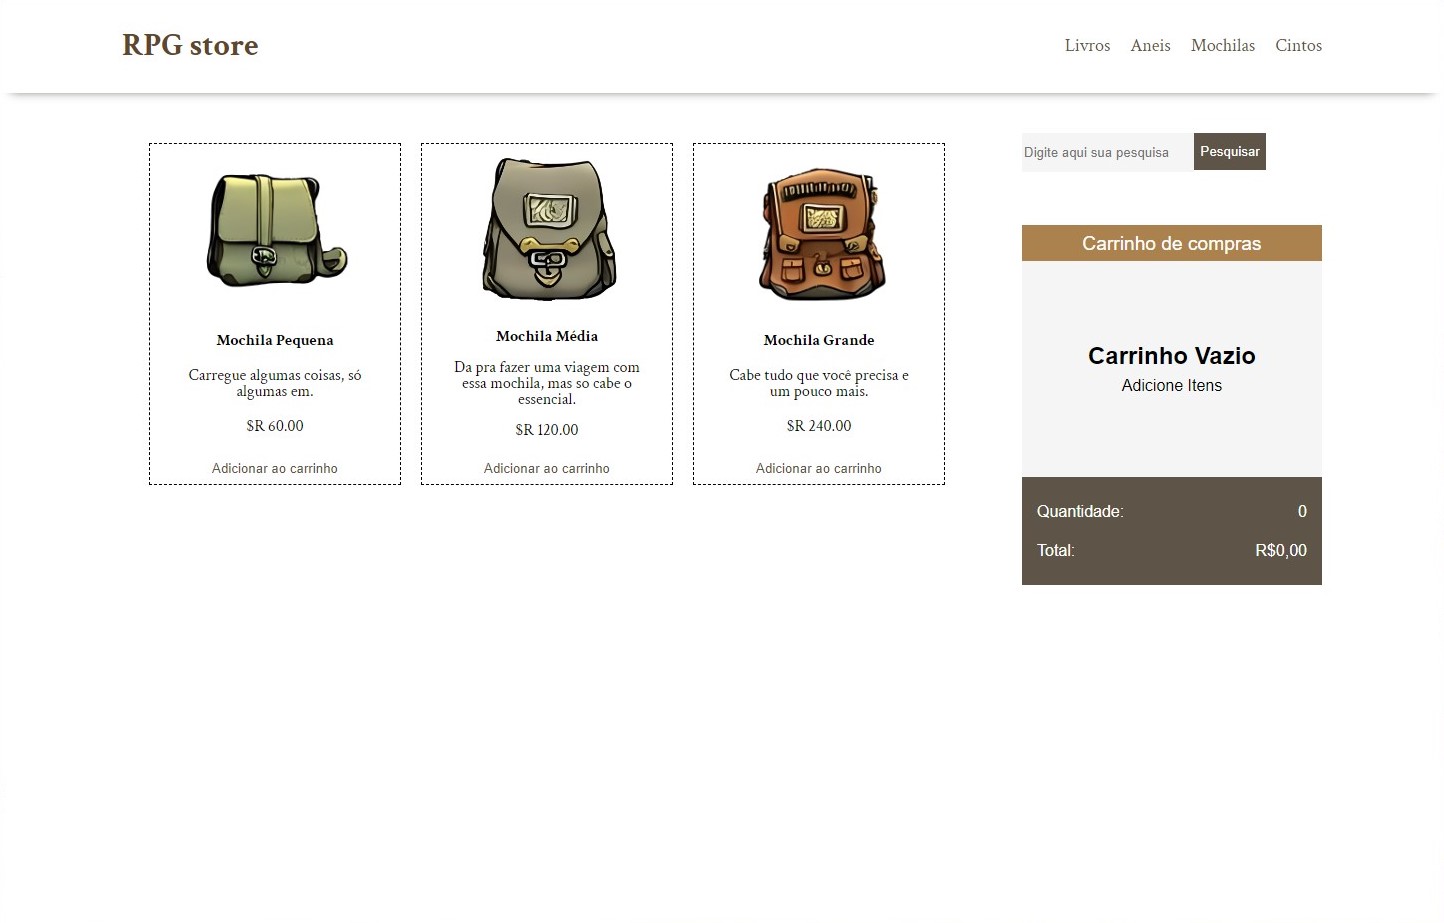 RPG store
Livros Aneis Mochilas Cintos
Digite aqui sua pesquisa
Pesquisar
Mochila Pequena
Carregue algumas coisas, só
algumas em.
$R 60.00
Adicionar ao carrinho
Mochila Média
Da pra fazer uma viagem com
essa mochila, mas so cabe o
essencial.
$R 120.00
Adicionar ao carrinho
Mochila Grande
Cabe tudo que você precisa e
um pouco mais.
$R 240.00
Adicionar ao carrinho
Carrinho de compras
Carrinho Vazio
Adicione Itens
Quantidade: 0
Total: R$0,00